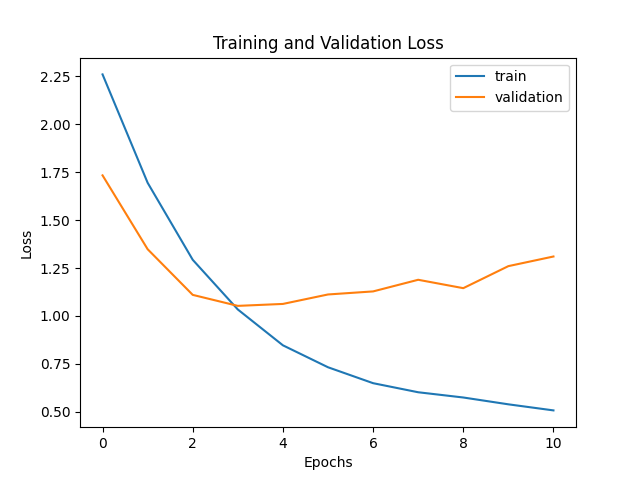 Training and Validation Loss
train
validation
2.25
2.00
1.75
1.50
1.25
1.00
0.75
0.50
Loss
0 2 4 6 8 10
Epochs